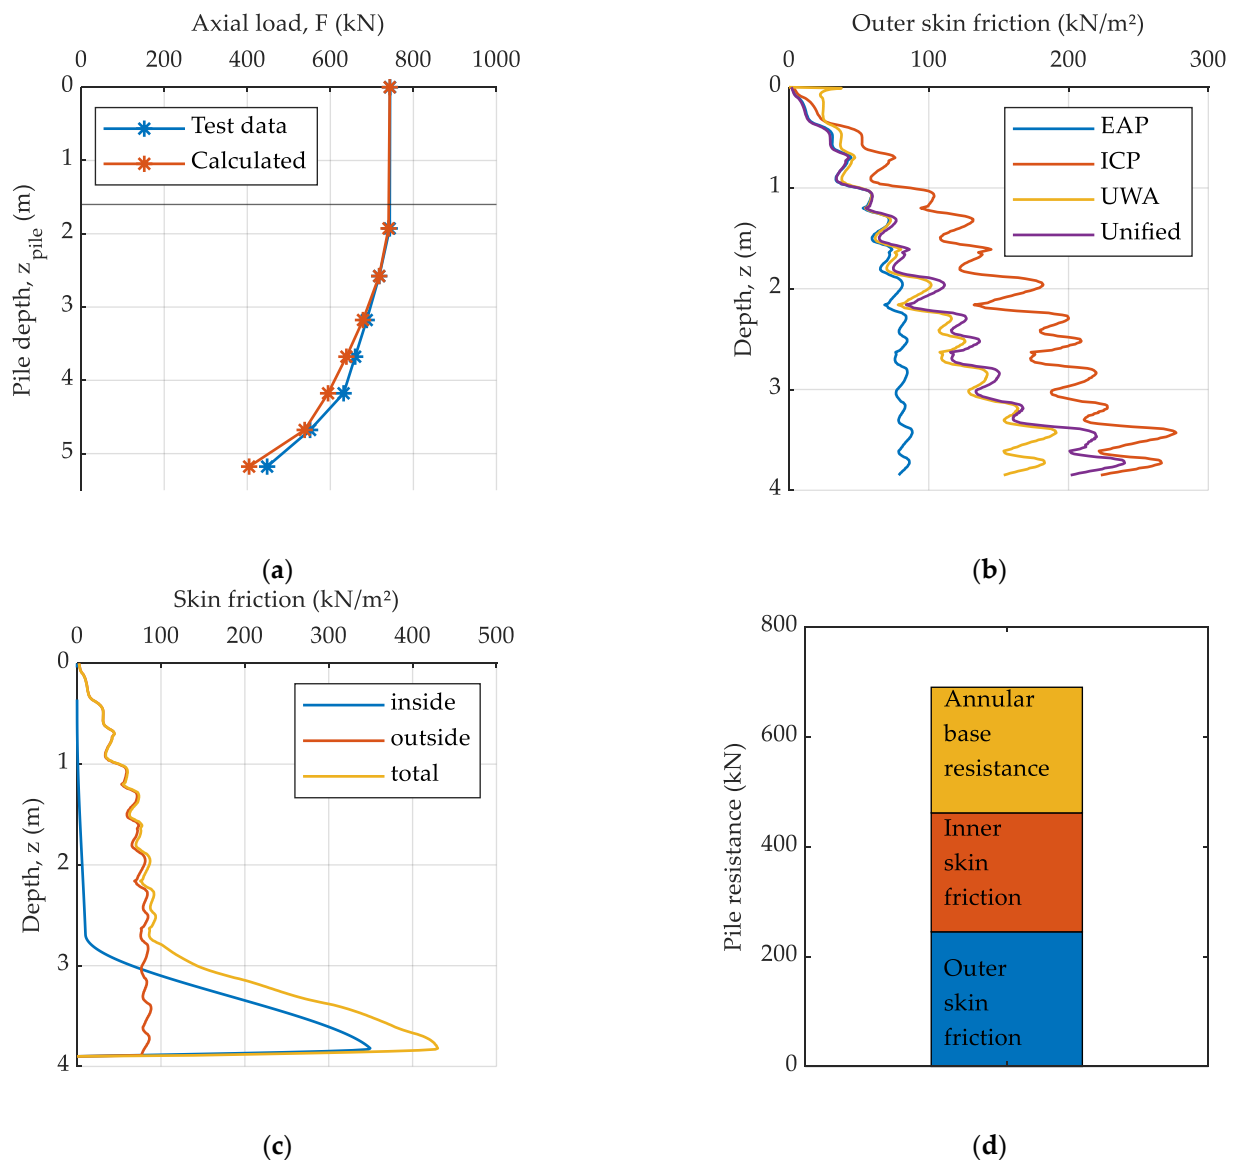 Axial load, F (kN)
0 200 400 600 800 1000
0
1
2
3
4
5
Pile depth, z_pile (m)
Test data
Calculated
(a)
Outer skin friction (kN/m²)
0 100 200 300
0
1
2
3
4
Depth, z (m)
EAP
ICP
UWA
Unified
(b)
Skin friction (kN/m²)
0 100 200 300 400 500
0
1
2
3
4
Depth, z (m)
inside
outside
total
(c)
800
600
400
200
0
Pile resistance (kN)
Annular
base
resistance
Inner
skin
friction
Outer
skin
friction
(d)